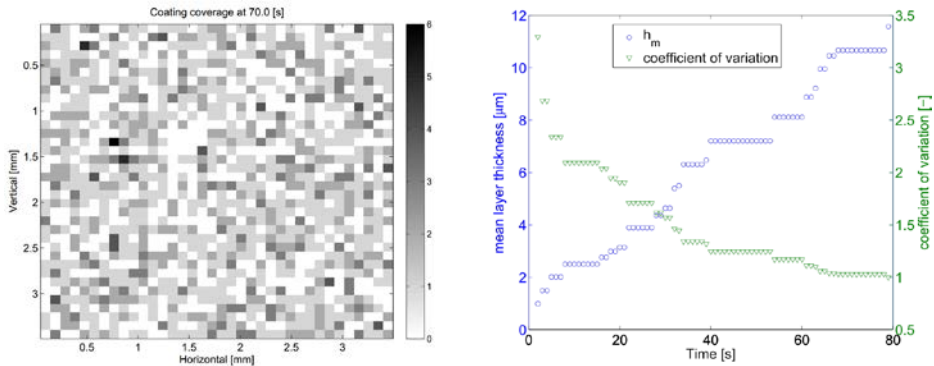 Coating coverage at 70.0 [s]
0.5
1
1.5
2
2.5
3
Vertical [mm]
0.5 1 1.5 2 2.5 3
Horizontal [mm]
6
5
4
3
2
1
0
12
10
8
6
4
2
0
mean layer thickness [µm]
h_m
coefficient of variation
0 20 40 60 80
Time [s]
3.5
3
2.5
2
1.5
1
0.5
coefficient of variation [−]